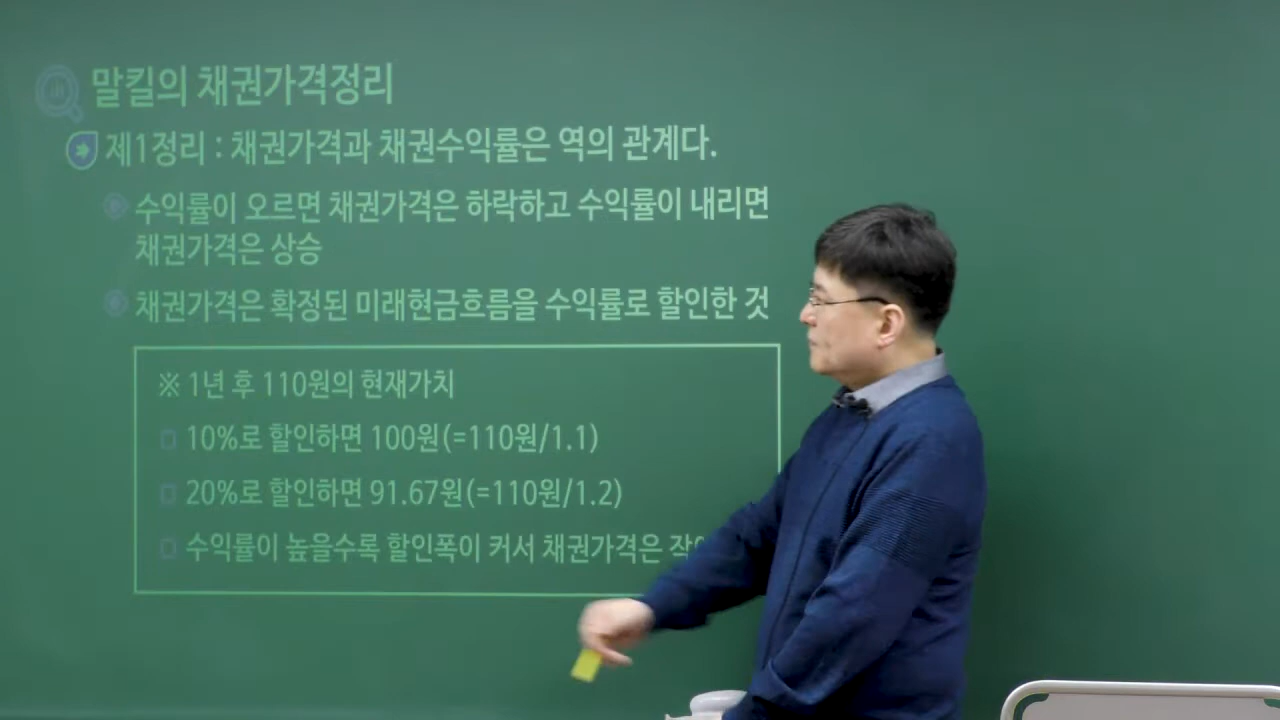 말킬의 채권가격정리
제1정리 : 채권가격과 채권수익률은 역의 관계다.
수익률이 오르면 채권가격은 하락하고 수익률이 내리면
채권가격은 상승
채권가격은 확정된 미래현금흐름을 수익률로 할인한 것
※ 1년 후 110원의 현재가치
10%로 할인하면 100원(=110원/1.1)
20%로 할인하면 91.67원(=110원/1.2)
수익률이 높을수록 할인폭이 커서 채권가격은